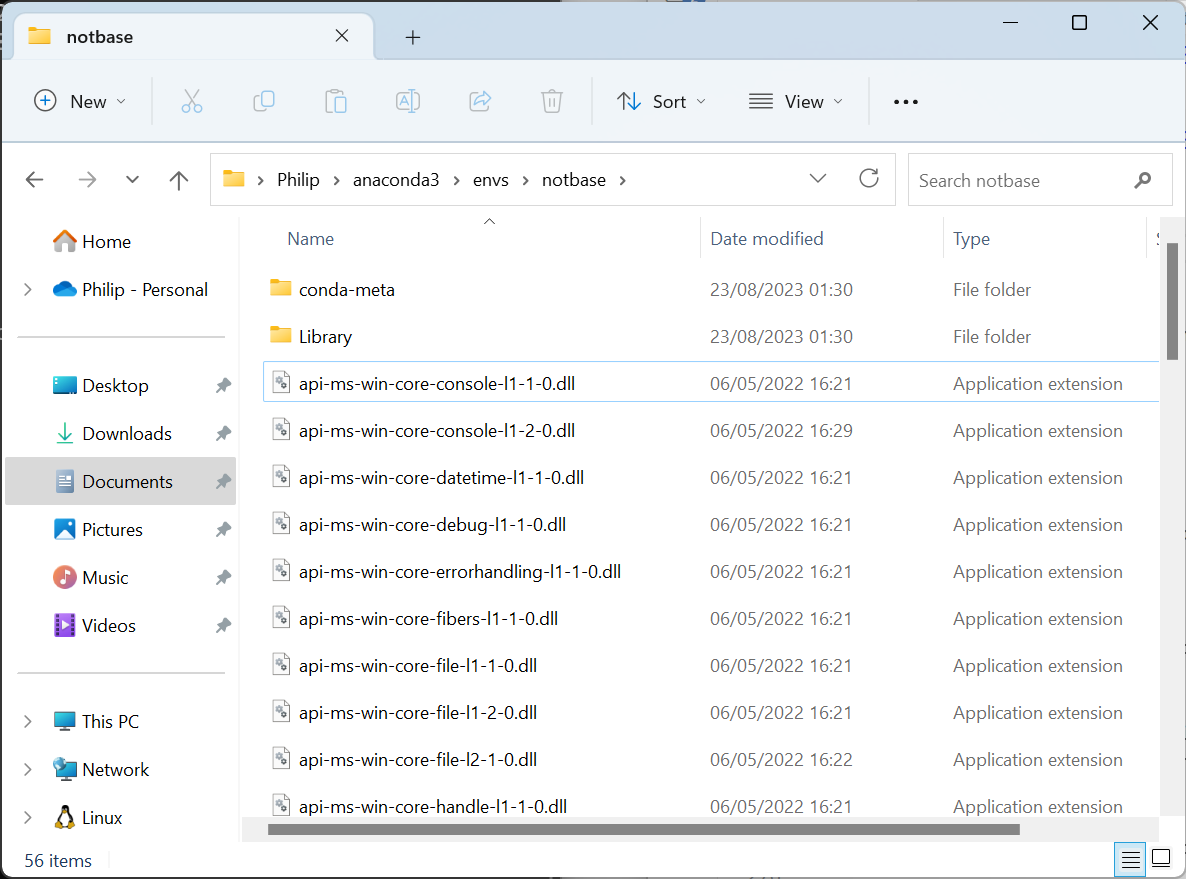 notbase
New
Sort
View
Philip > anaconda3 > envs > notbase >
Search notbase
Home
Philip - Personal
Desktop
Downloads
Documents
Pictures
Music
Videos
This PC
Network
Linux
Name Date modified Type
conda-meta 23/08/2023 01:30 File folder
Library 23/08/2023 01:30 File folder
api-ms-win-core-console-l1-1-0.dll 06/05/2022 16:21 Application extension
api-ms-win-core-console-l1-2-0.dll 06/05/2022 16:29 Application extension
api-ms-win-core-datetime-l1-1-0.dll 06/05/2022 16:21 Application extension
api-ms-win-core-debug-l1-1-0.dll 06/05/2022 16:21 Application extension
api-ms-win-core-errorhandling-l1-1-0.dll 06/05/2022 16:21 Application extension
api-ms-win-core-fibers-l1-1-0.dll 06/05/2022 16:21 Application extension
api-ms-win-core-file-l1-1-0.dll 06/05/2022 16:21 Application extension
api-ms-win-core-file-l1-2-0.dll 06/05/2022 16:21 Application extension
api-ms-win-core-file-l2-1-0.dll 06/05/2022 16:22 Application extension
api-ms-win-core-handle-l1-1-0.dll 06/05/2022 16:21 Application extension
56 items